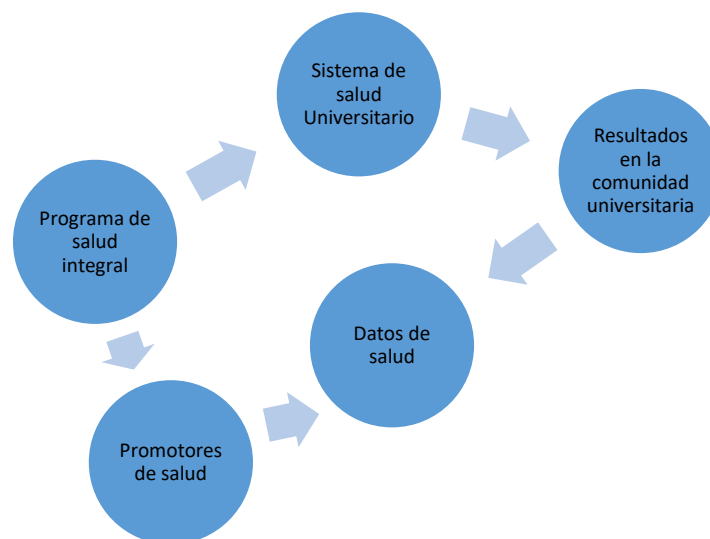 Sistema de
salud
Universitario
Resultados
en la
comunidad
universitaria
Programa de
salud
integral
Datos de
salud
Promotores
de salud